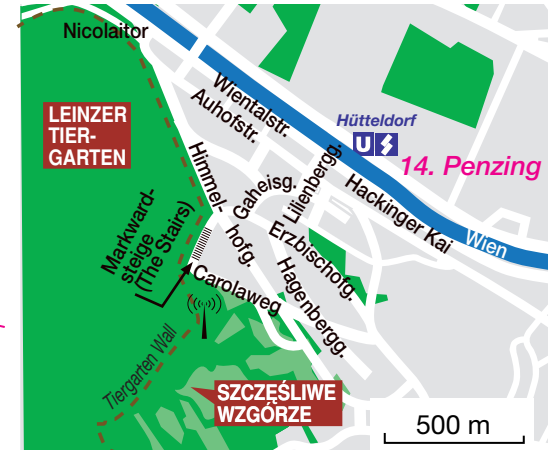 Nicolaitor
Wientalstr.
Auhofstr.
LEINZER
TIER-
GARTEN
Hütteldorf
U
14. Penzing
Himmel-
hofg.
Gaheisg.
Lilienbergg.
Hackinger Kai
Wien
Markward-
steige
(The Stairs)
Erzbischofg.
Hagenbergg.
Carolaweg
Tiergarten Wall
SZCZĘŚLIWE
WZGÓRZE
500 m